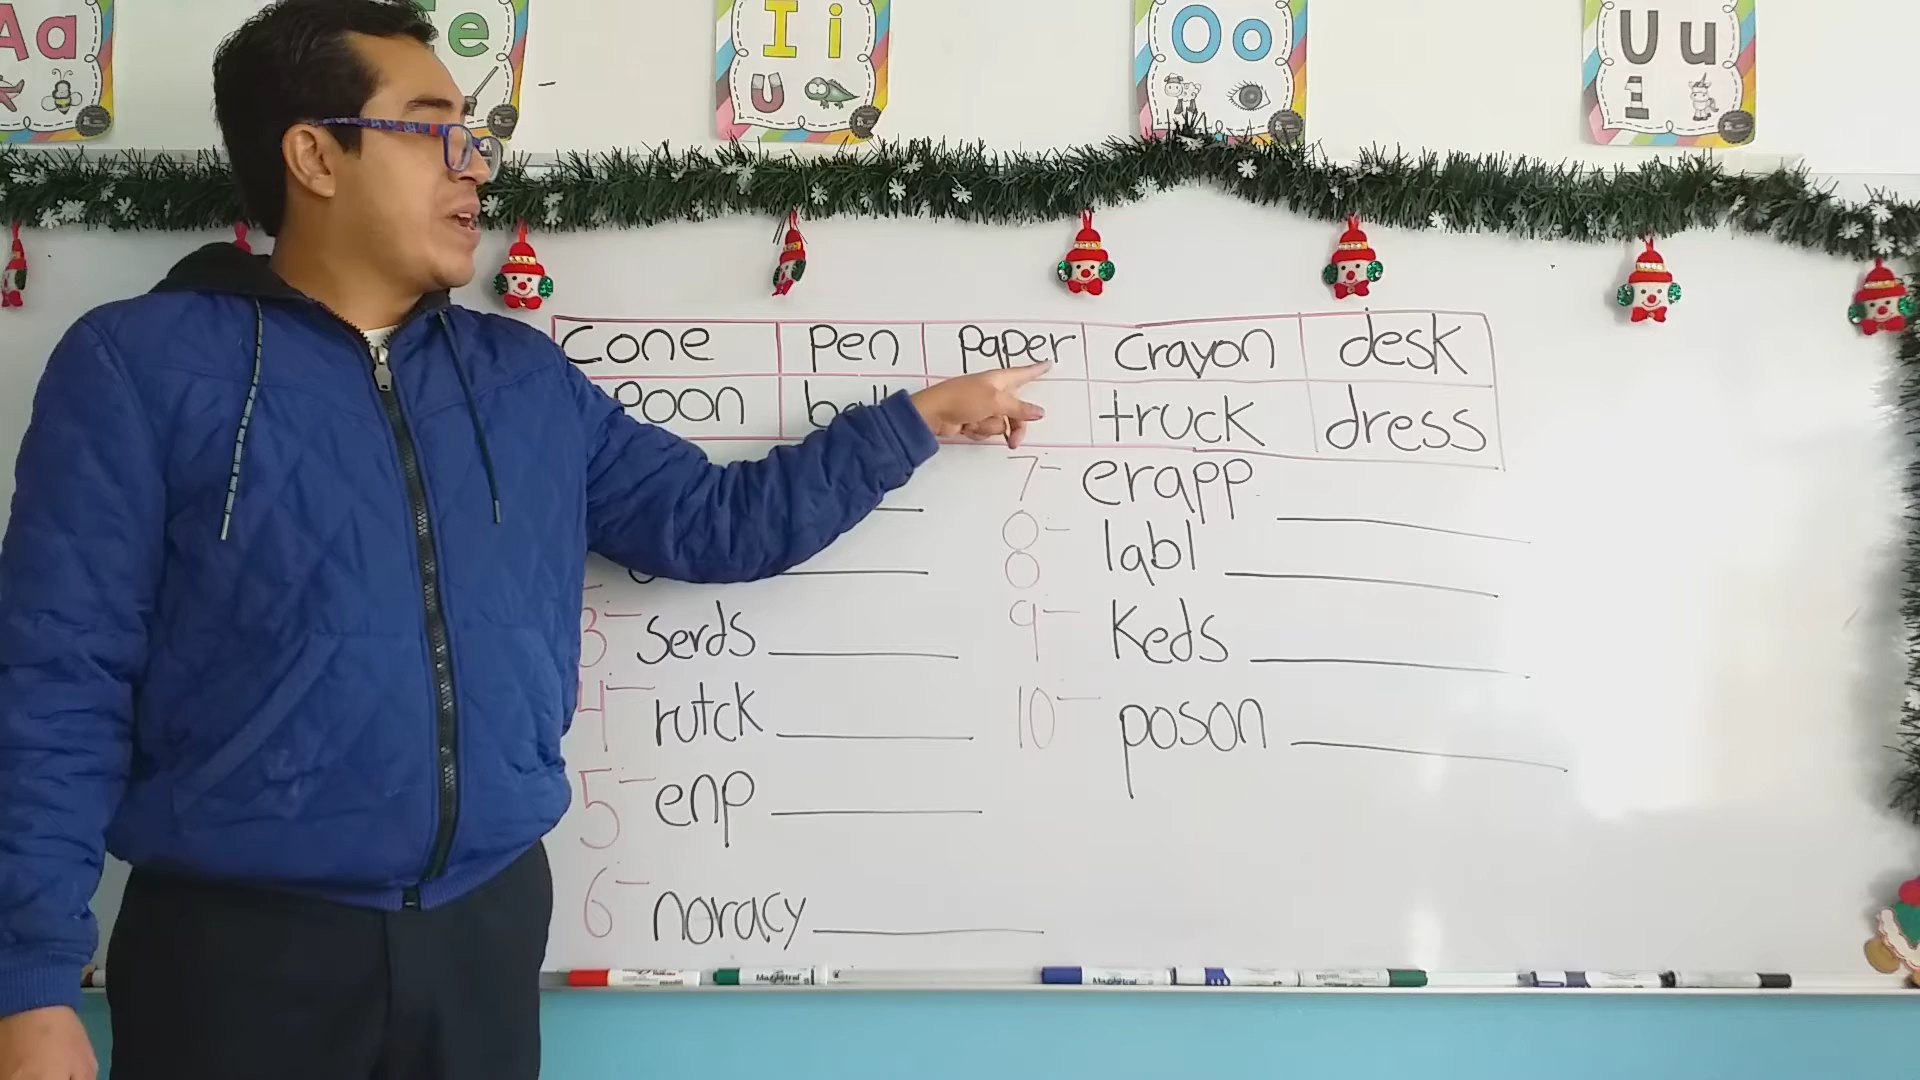 Aa e Ii Oo Uu
cone pen paper crayon desk
truck dress
7- erapp
8- labl
3- serds
9- Keds
4- rutck
10- poson
5- enp
6- noracy